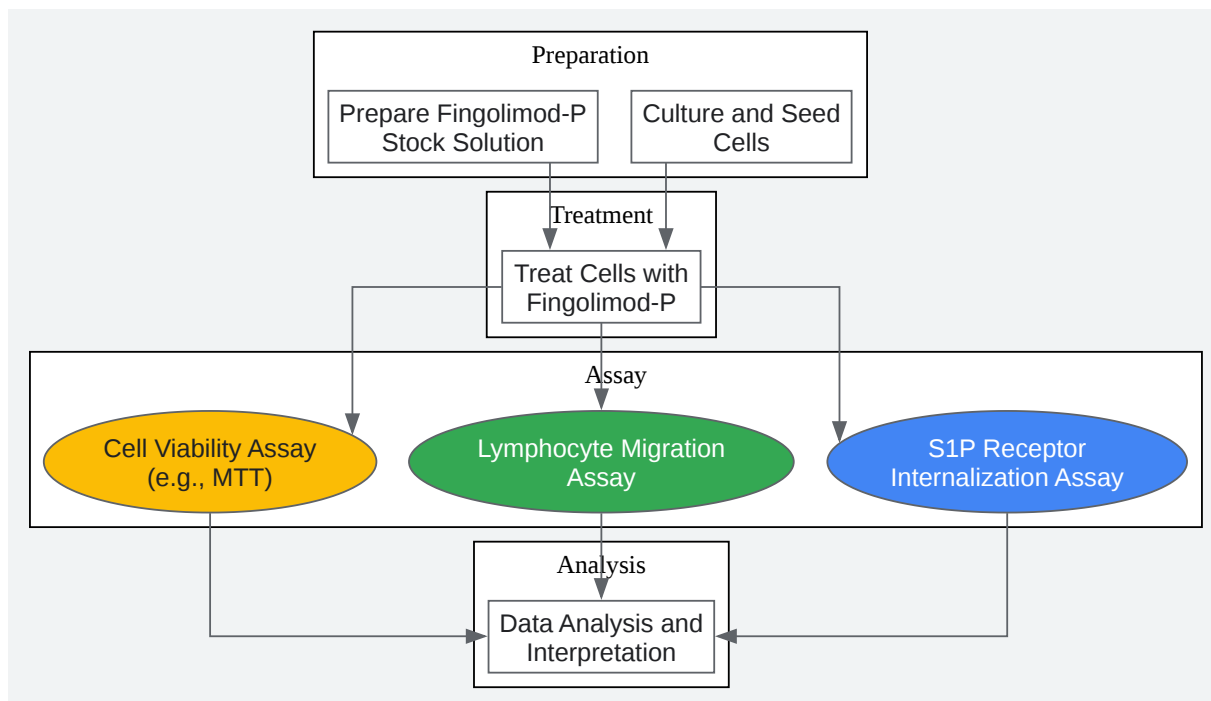 Preparation
Prepare Fingolimod-P
Stock Solution
Culture and Seed
Cells
Treatment
Treat Cells with
Fingolimod-P
Assay
Cell Viability Assay
(e.g., MTT)
Lymphocyte Migration
Assay
S1P Receptor
Internalization Assay
Analysis
Data Analysis and
Interpretation